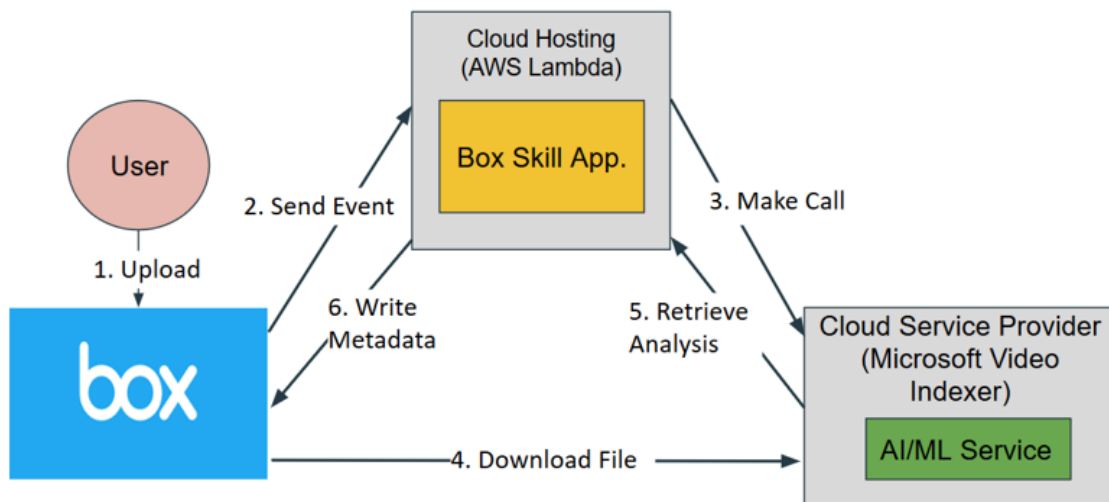 Cloud Hosting
(AWS Lambda)
Box Skill App.
User
2. Send Event
3. Make Call
1. Upload
box
6. Write
Metadata
5. Retrieve
Analysis
Cloud Service Provider
(Microsoft Video
Indexer)
AI/ML Service
4. Download File